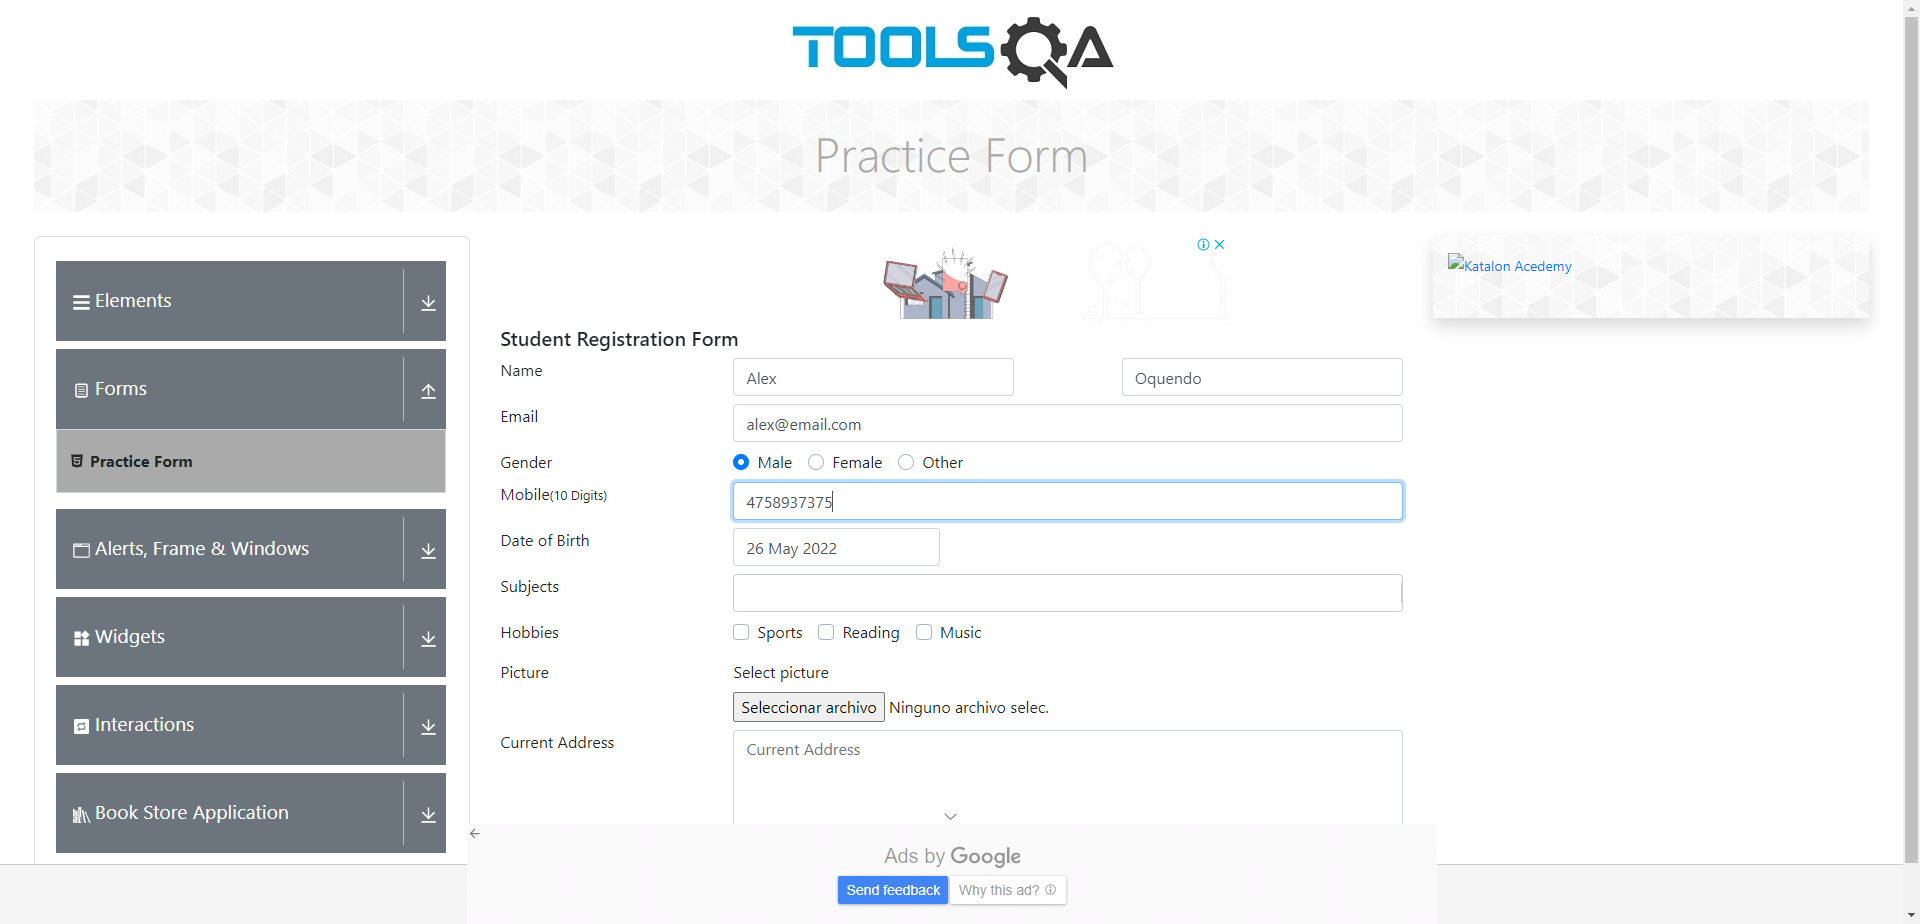 TOOLSQA
Practice Form
Elements
Forms
Practice Form
Alerts, Frame & Windows
Widgets
Interactions
Book Store Application
Katalon Acedemy
Student Registration Form
Name
Alex
Oquendo
Email
alex@email.com
Gender
Male
Female
Other
Mobile(10 Digits)
4758937375
Date of Birth
26 May 2022
Subjects
Hobbies
Sports
Reading
Music
Picture
Select picture
Seleccionar archivo
Ninguno archivo selec.
Current Address
Current Address
Ads by Google
Send feedback
Why this ad?